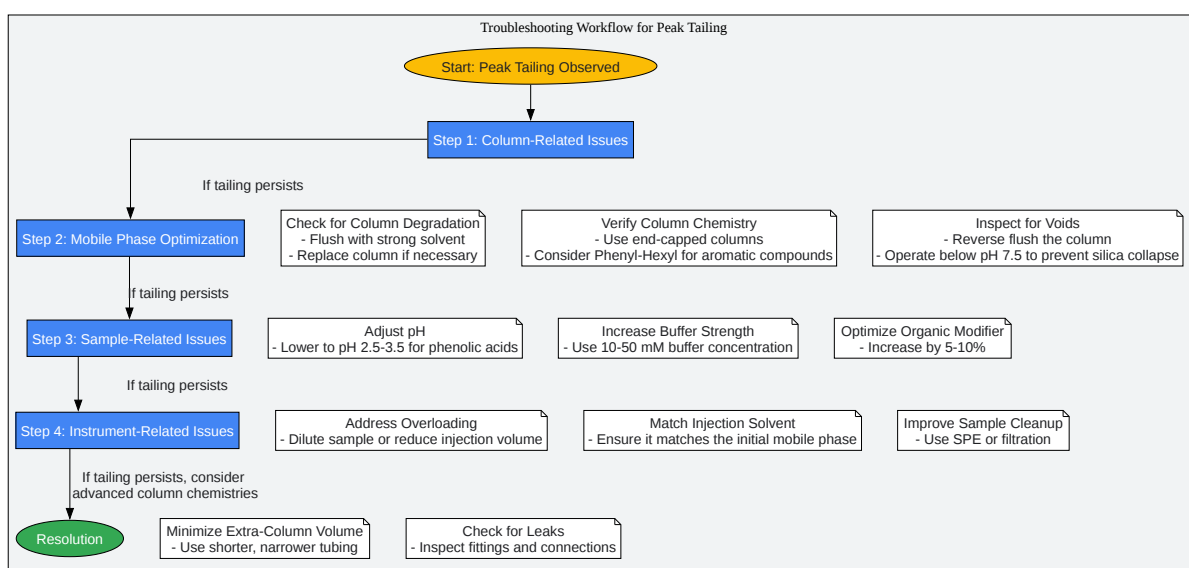 Troubleshooting Workflow for Peak Tailing
Start: Peak Tailing Observed
Step 1: Column-Related Issues
If tailing persists
Step 2: Mobile Phase Optimization
Check for Column Degradation
- Flush with strong solvent
- Replace column if necessary
Verify Column Chemistry
- Use end-capped columns
- Consider Phenyl-Hexyl for aromatic compounds
Inspect for Voids
- Reverse flush the column
- Operate below pH 7.5 to prevent silica collapse
If tailing persists
Step 3: Sample-Related Issues
Adjust pH
- Lower to pH 2.5-3.5 for phenolic acids
Increase Buffer Strength
- Use 10-50 mM buffer concentration
Optimize Organic Modifier
- Increase by 5-10%
If tailing persists
Step 4: Instrument-Related Issues
Address Overloading
- Dilute sample or reduce injection volume
Match Injection Solvent
- Ensure it matches the initial mobile phase
Improve Sample Cleanup
- Use SPE or filtration
If tailing persists, consider
advanced column chemistries
Resolution
Minimize Extra-Column Volume
- Use shorter, narrower tubing
Check for Leaks
- Inspect fittings and connections